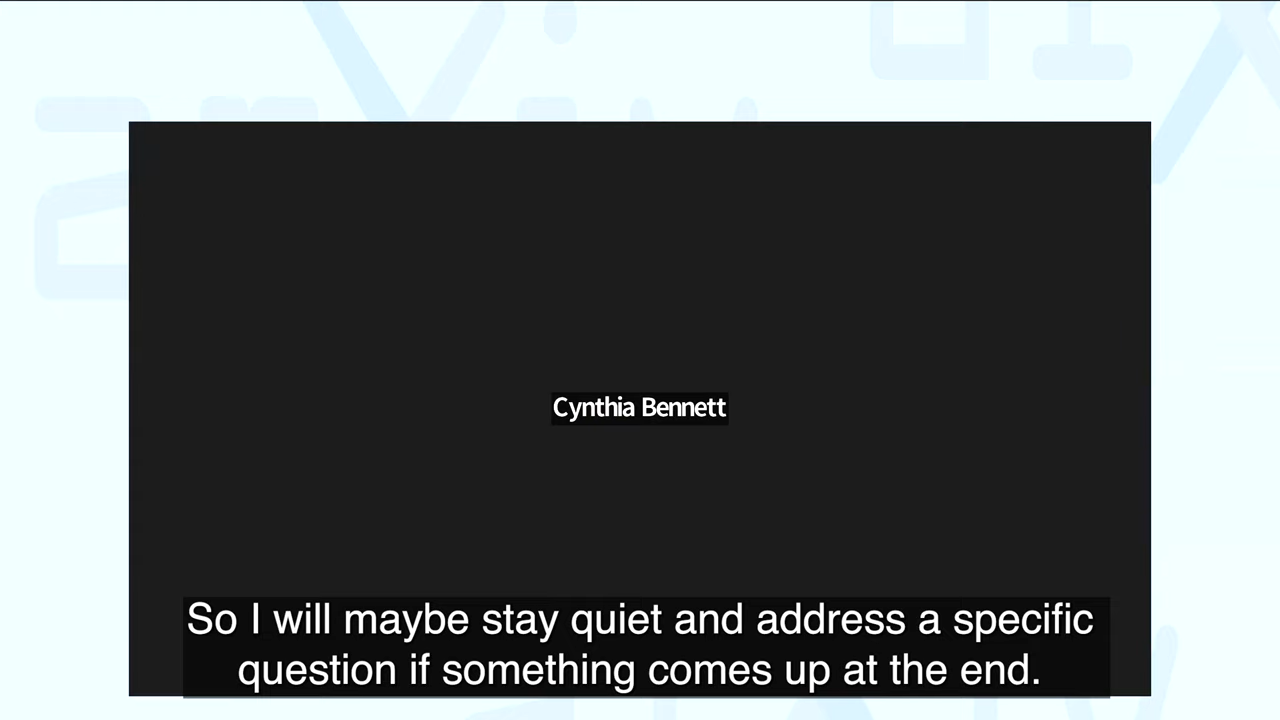 Cynthia Bennett
So I will maybe stay quiet and address a specific
question if something comes up at the end.